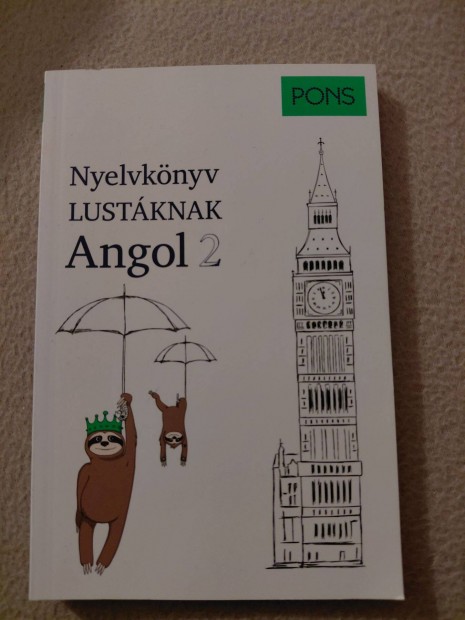 PONS
Nyelvkönyv
LUSTÁKNAK
Angol 2